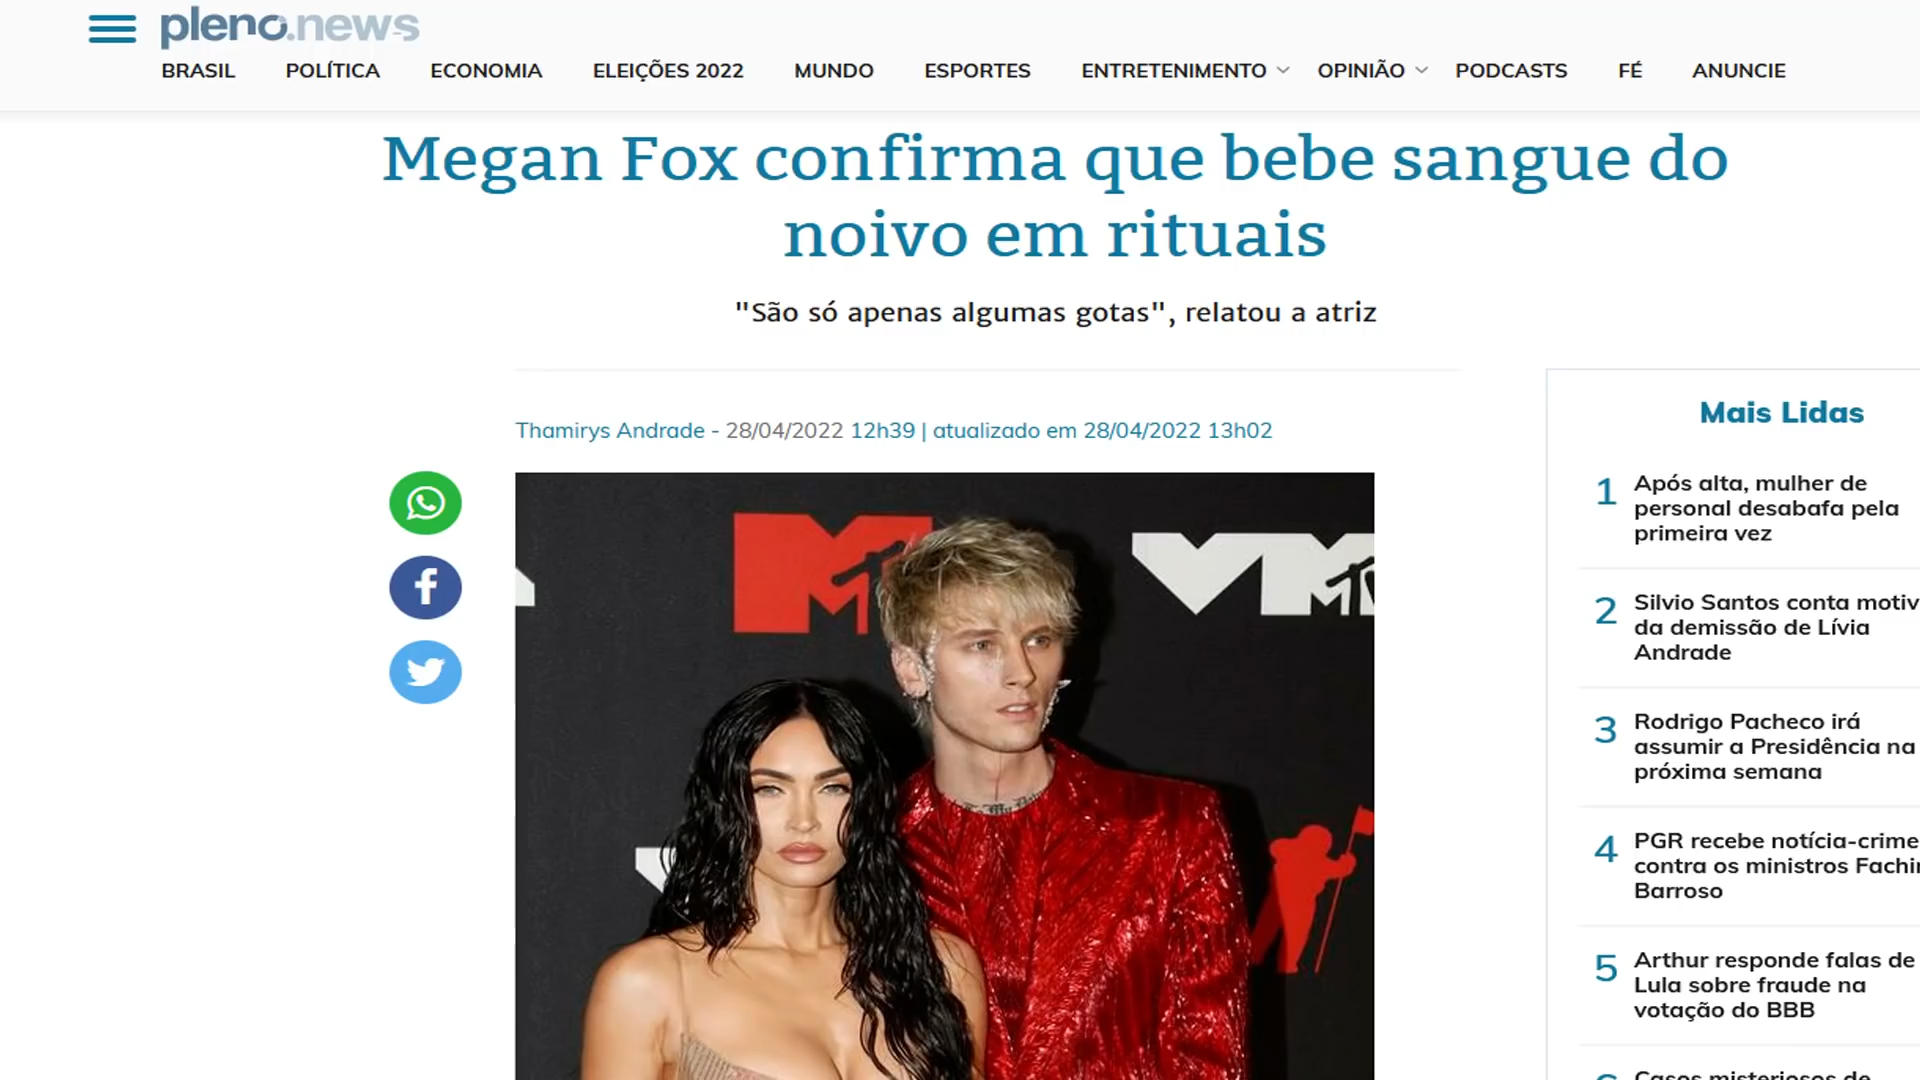 pleno.news
BRASIL POLÍTICA ECONOMIA ELEIÇÕES 2022 MUNDO ESPORTES ENTRETENIMENTO OPINIÃO PODCASTS FÉ ANUNCIE
Megan Fox confirma que bebe sangue do
noivo em rituais
"São só apenas algumas gotas", relatou a atriz
Thamirys Andrade - 28/04/2022 12h39 | atualizado em 28/04/2022 13h02
Mais Lidas
1 Após alta, mulher de
personal desabafa pela
primeira vez
2 Silvio Santos conta motiv
da demissão de Lívia
Andrade
3 Rodrigo Pacheco irá
assumir a Presidência na
próxima semana
4 PGR recebe notícia-crime
contra os ministros Fachi
Barroso
5 Arthur responde falas de
Lula sobre fraude na
votação do BBB
Casos misteriosos de